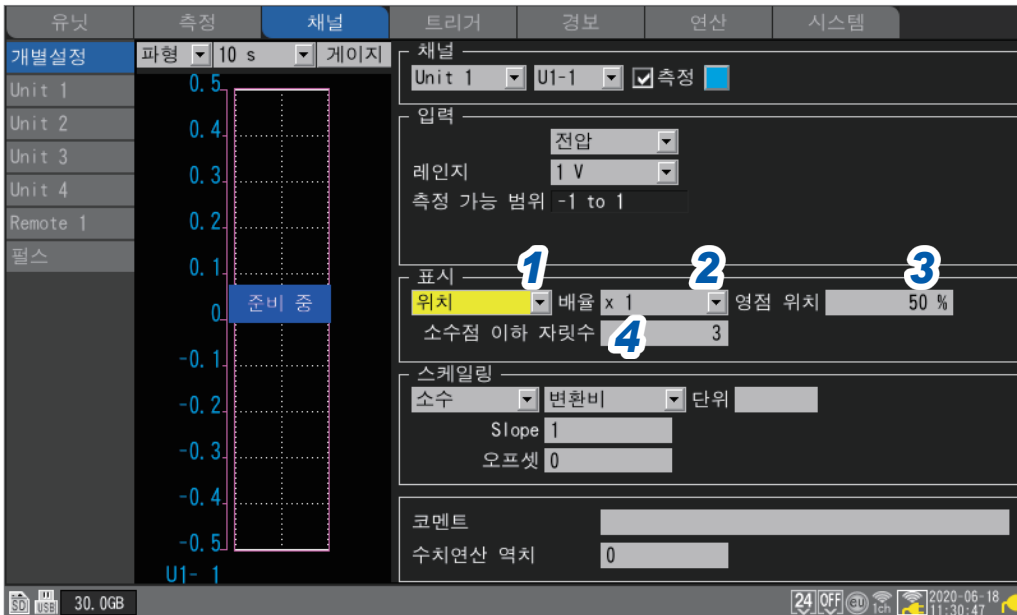 유닛 측정 채널 트리거 경보 연산 시스템
개별설정
Unit 1
Unit 2
Unit 3
Unit 4
Remote 1
펄스
파형 10 s 게이지
0.5
0.4
0.3
0.2
0.1
0
-0.1
-0.2
-0.3
-0.4
-0.5
준비 중
U1- 1
채널
Unit 1 U1-1 측정
입력
전압
레인지 1 V
측정 가능 범위 -1 to 1
표시 1 2 3
위치 배율 x 1 영점 위치 50 %
소수점 이하 자릿수 4 3
스케일링
소수 변환비 단위
Slope 1
오프셋 0
코멘트
수치연산 역치 0
SD USB 30.0GB 24 OFF eu 1ch 2020-06-18
11:30:47